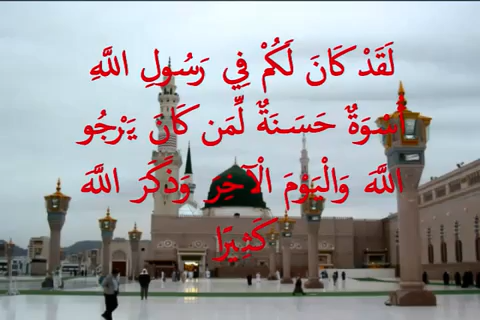 لَقَدْ كَانَ لَكُمْ فِي رَسُولِ اللَّهِ
أُسْوَةٌ حَسَنَةٌ لِّمَن كَانَ يَرْجُو
اللَّهَ وَالْيَوْمَ الْآخِرَ وَذَكَرَ اللَّهَ
كَثِيرًا